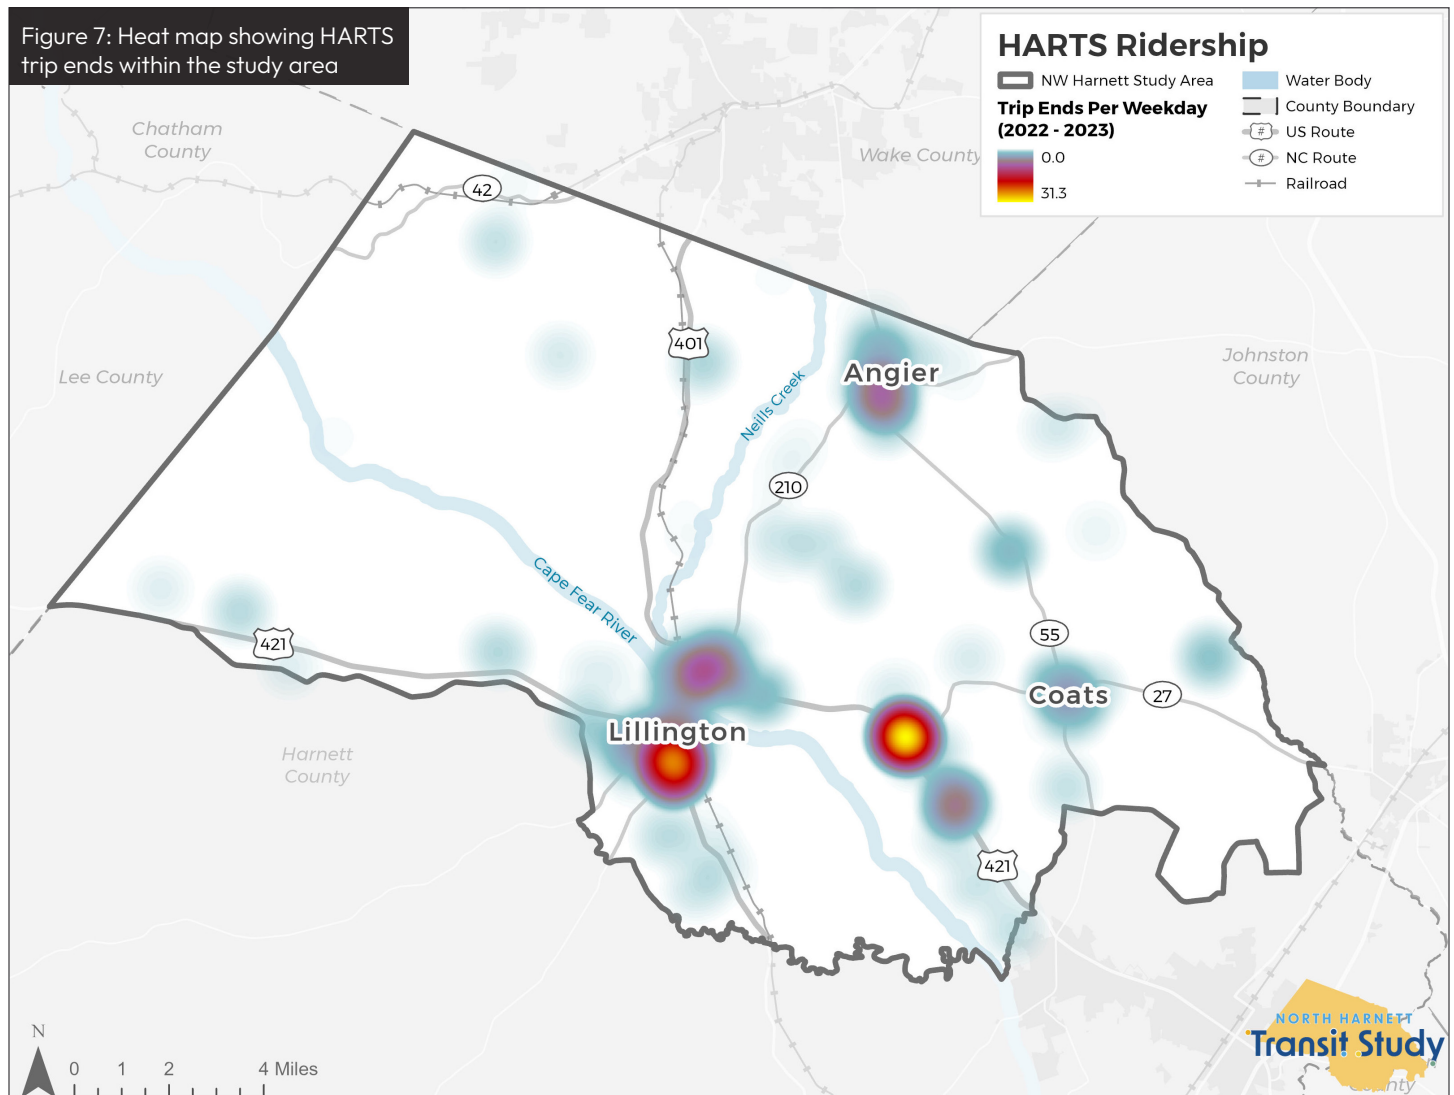 Figure 7: Heat map showing HARTS
trip ends within the study area
HARTS Ridership
NW Harnett Study Area
Trip Ends Per Weekday
(2022 - 2023)
0.0
31.3
Water Body
County Boundary
# US Route
# NC Route
Railroad
Chatham
County
Wake County
42
Lee County
401
Angier
Johnston
County
Neills Creek
210
Cape Fear River
421
55
Coats
27
Lillington
Harnett
County
421
N
0 1 2 4 Miles
NORTH HARNETT
Transit Study
County